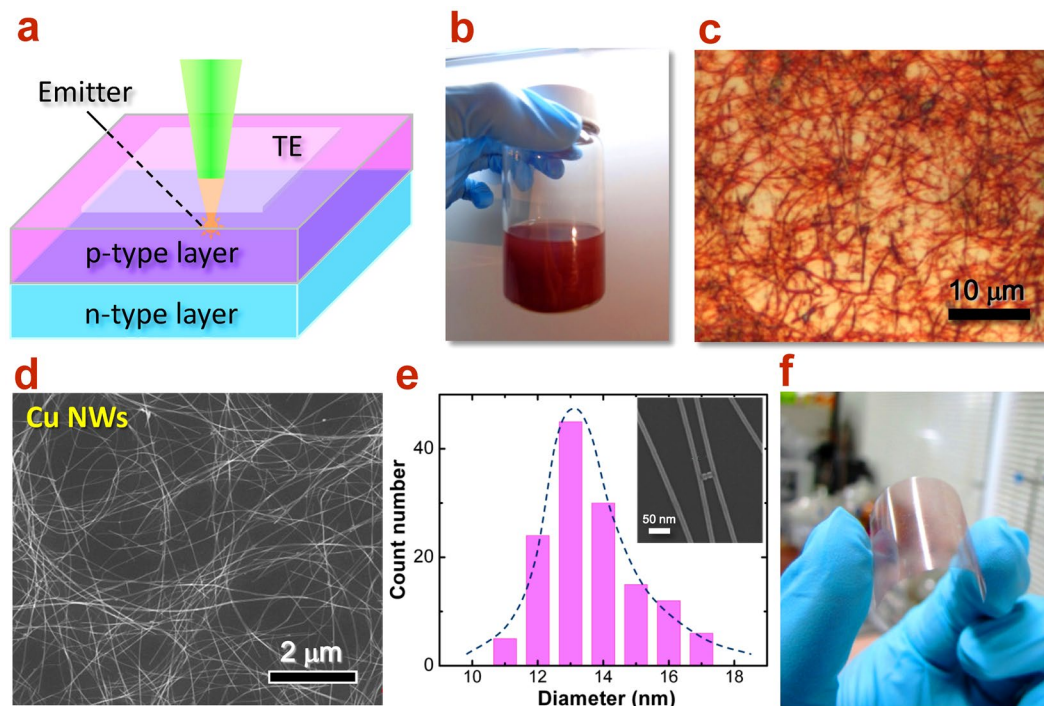 a
Emitter
TE
p-type layer
n-type layer
b
c
10 μm
d
Cu NWs
2 μm
e
Count number
40
20
0
50 nm
10 12 14 16 18
Diameter (nm)
f